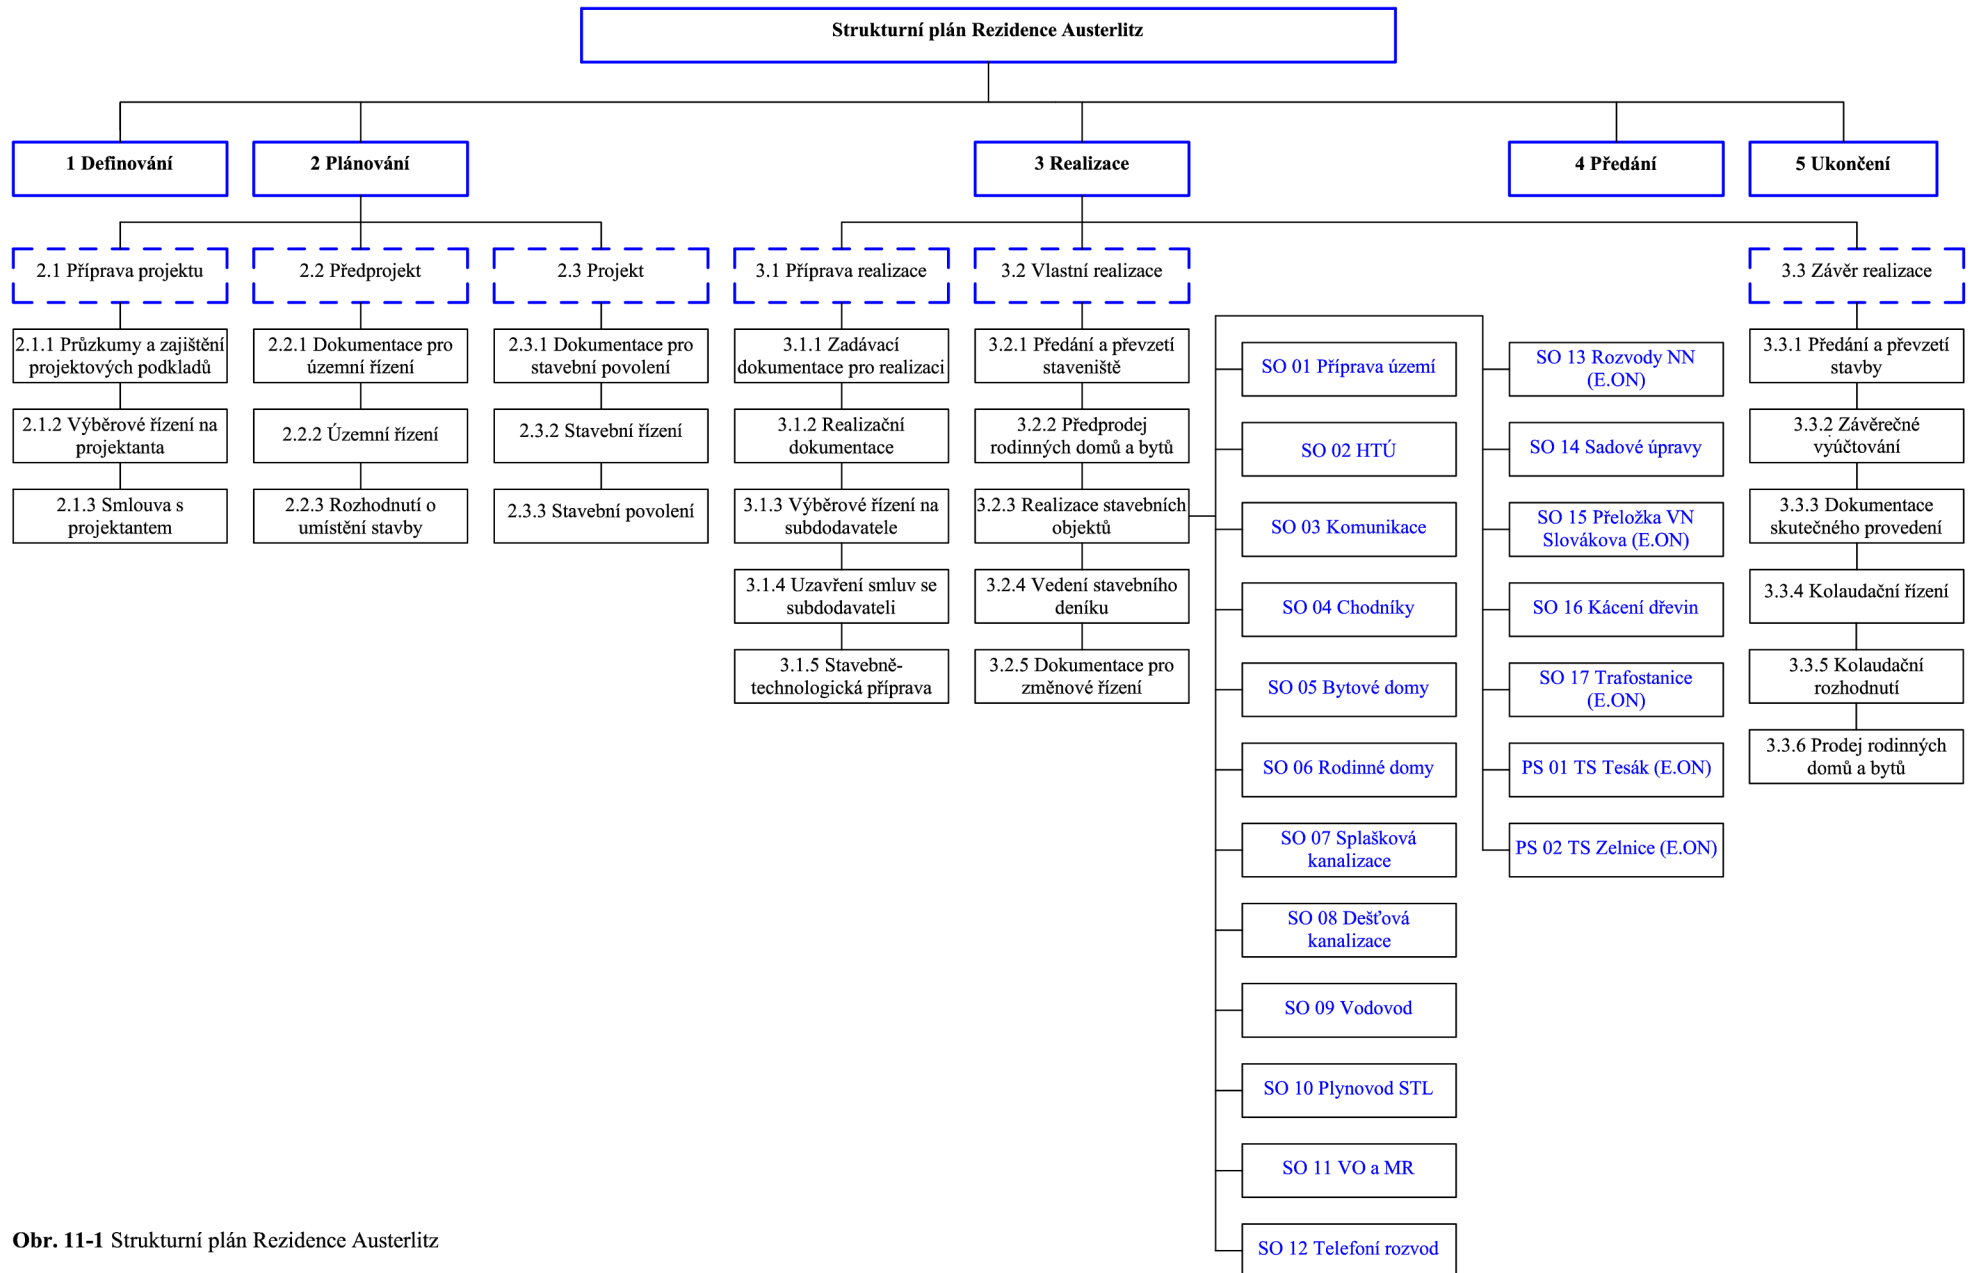 Strukturní plán Rezidence Austerlitz
1 Definování
2 Plánování
3 Realizace
4 Předání
5 Ukončení
2.1 Příprava projektu
2.2 Předprojekt
2.3 Projekt
3.1 Příprava realizace
3.2 Vlastní realizace
3.3 Závěr realizace
2.1.1 Průzkumy a zajištění
projektových podkladů
2.1.2 Výběrové řízení na
projektanta
2.1.3 Smlouva s
projektantem
2.2.1 Dokumentace pro
územní řízení
2.2.2 Územní řízení
2.2.3 Rozhodnutí o
umístění stavby
2.3.1 Dokumentace pro
stavební povolení
2.3.2 Stavební řízení
2.3.3 Stavební povolení
3.1.1 Zadávací
dokumentace pro realizaci
3.1.2 Realizační
dokumentace
3.1.3 Výběrové řízení na
subdodavatele
3.1.4 Uzavření smluv se
subdodavateli
3.1.5 Stavebně-
technologická příprava
3.2.1 Předání a převzetí
staveniště
3.2.2 Předprodej
rodinných domů a bytů
3.2.3 Realizace stavebních
objektů
3.2.4 Vedení stavebního
deníku
3.2.5 Dokumentace pro
změnové řízení
SO 01 Příprava území
SO 02 HTÚ
SO 03 Komunikace
SO 04 Chodníky
SO 05 Bytové domy
SO 06 Rodinné domy
SO 07 Splašková
kanalizace
SO 08 Dešťová
kanalizace
SO 09 Vodovod
SO 10 Plynovod STL
SO 11 VO a MR
SO 12 Telefoní rozvod
SO 13 Rozvody NN
(E.ON)
SO 14 Sadové úpravy
SO 15 Přeložka VN
Slovákova (E.ON)
SO 16 Kácení dřevin
SO 17 Trafostanice
(E.ON)
PS 01 TS Tesák (E.ON)
PS 02 TS Zelnice (E.ON)
3.3.1 Předání a převzetí
stavby
3.3.2 Závěrečné
vyúčtování
3.3.3 Dokumentace
skutečného provedení
3.3.4 Kolaudační řízení
3.3.5 Kolaudační
rozhodnutí
3.3.6 Prodej rodinných
domů a bytů
Obr. 11-1 Strukturní plán Rezidence Austerlitz